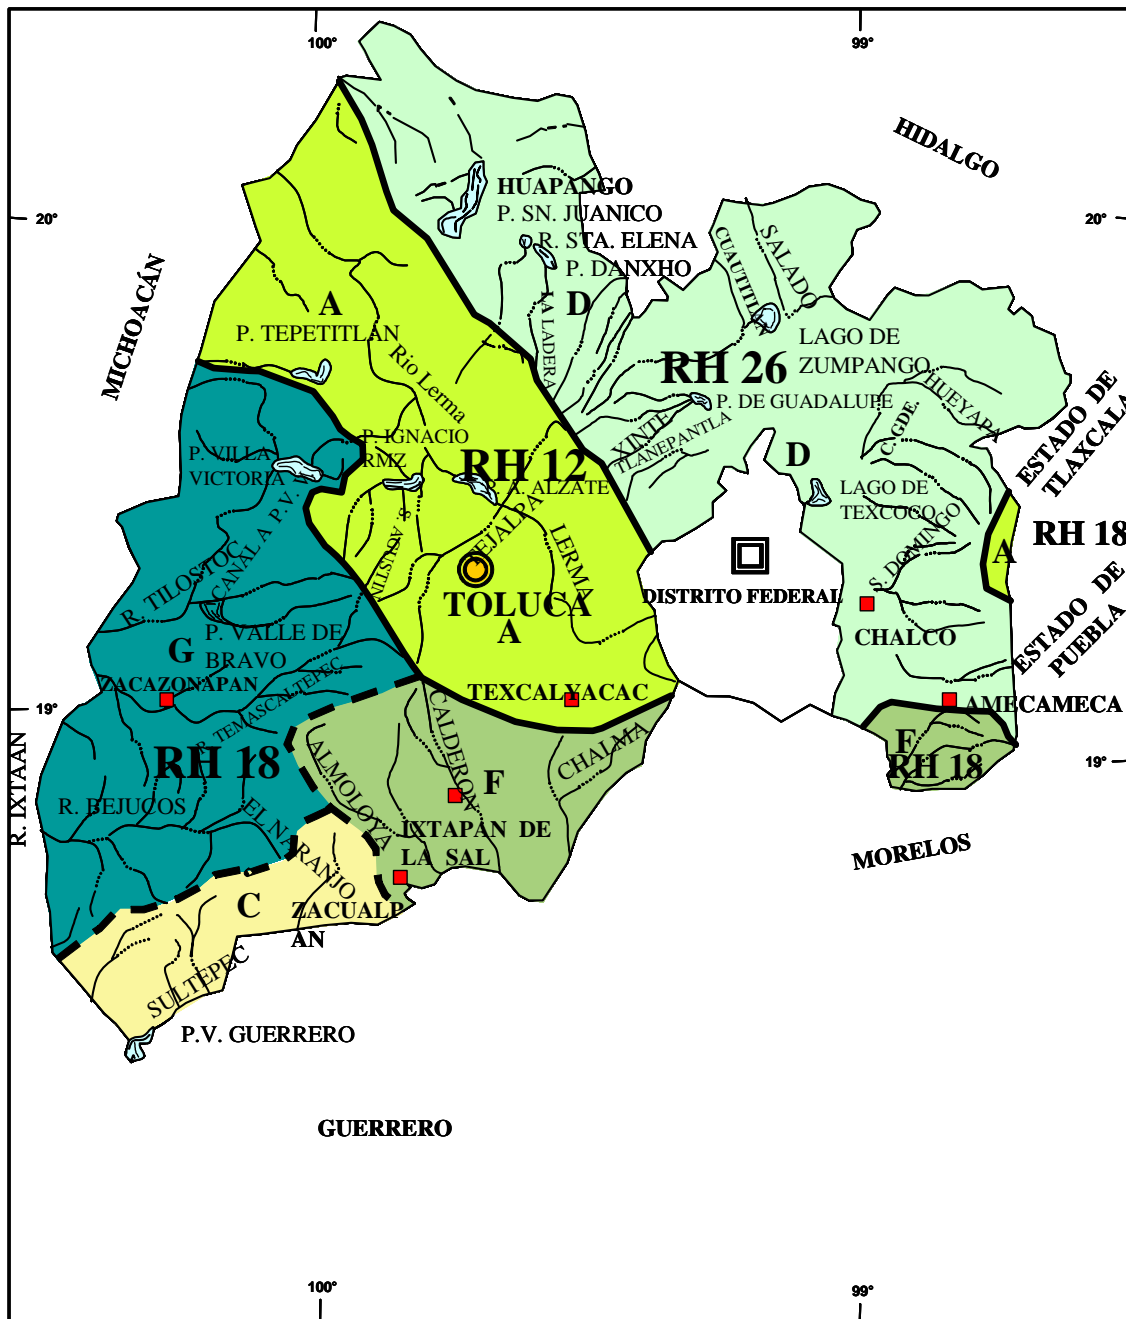 100°
99°
HIDALGO
HUAPANGO
P. SN. JUANICO
R. STA. ELENA
P. DANXHO
20°
20°
SALADO
CUAUTITLAN
MICHOACÁN
A
D
LA LADERA
P. TEPETITLAN
Rio Lerma
LAGO DE
ZUMPANGO
RH 26
HUEYAPA
P. DE GUADALUPE
C. GDE.
ESTADO DE
TLAXCALA
XINTE
TLANEPANTLA
P. IGNACIO
RMZ
P. VILLA
VICTORIA
D
RH 12
A. ALZATE
LAGO DE
TEXCOCO
CANAL A P.V.V.
S. AGUSTIN
TEJALPA
LERMA
RH 18
A
S. DOMINGO
R. TILOSTOC
DISTRITO FEDERAL
TOLUCA
A
CHALCO
ESTADO DE
PUEBLA
P. VALLE DE
BRAVO
G
ZACAZONAPAN
R. TEMASCALTEPEC
TEXCALYACAC
AMECAMECA
19°
19°
CALDERON
CHALMA
ALMOLOYA
F
RH 18
RH 18
F
R. IXTAAN
R. BEJUCOS
EL NARANJO
IXTAPAN DE
LA SAL
MORELOS
C
ZACUALP
AN
SULTEPEC
P.V. GUERRERO
GUERRERO
100°
99°